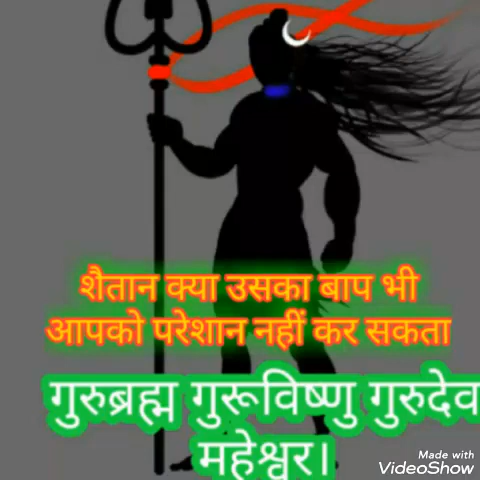 शैतान क्या उसका बाप भी
आपको परेशान नहीं कर सकता
गुरुब्रह्म गुरूविष्णु गुरुदेव
महेश्वर।
Made with
VideoShow